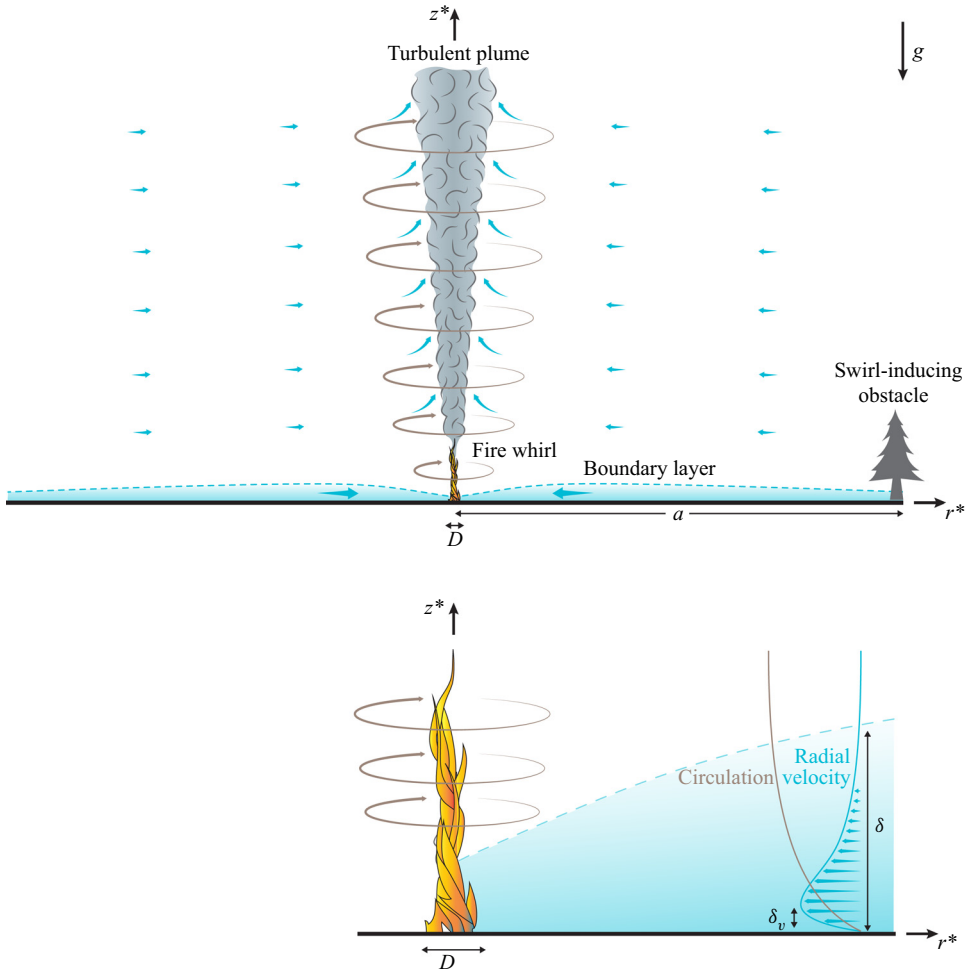 z*
Turbulent plume
g
Swirl-inducing
obstacle
Fire whirl
Boundary layer
a
r*
D
z*
Radial
Circulation velocity
δ
δv
r*
D